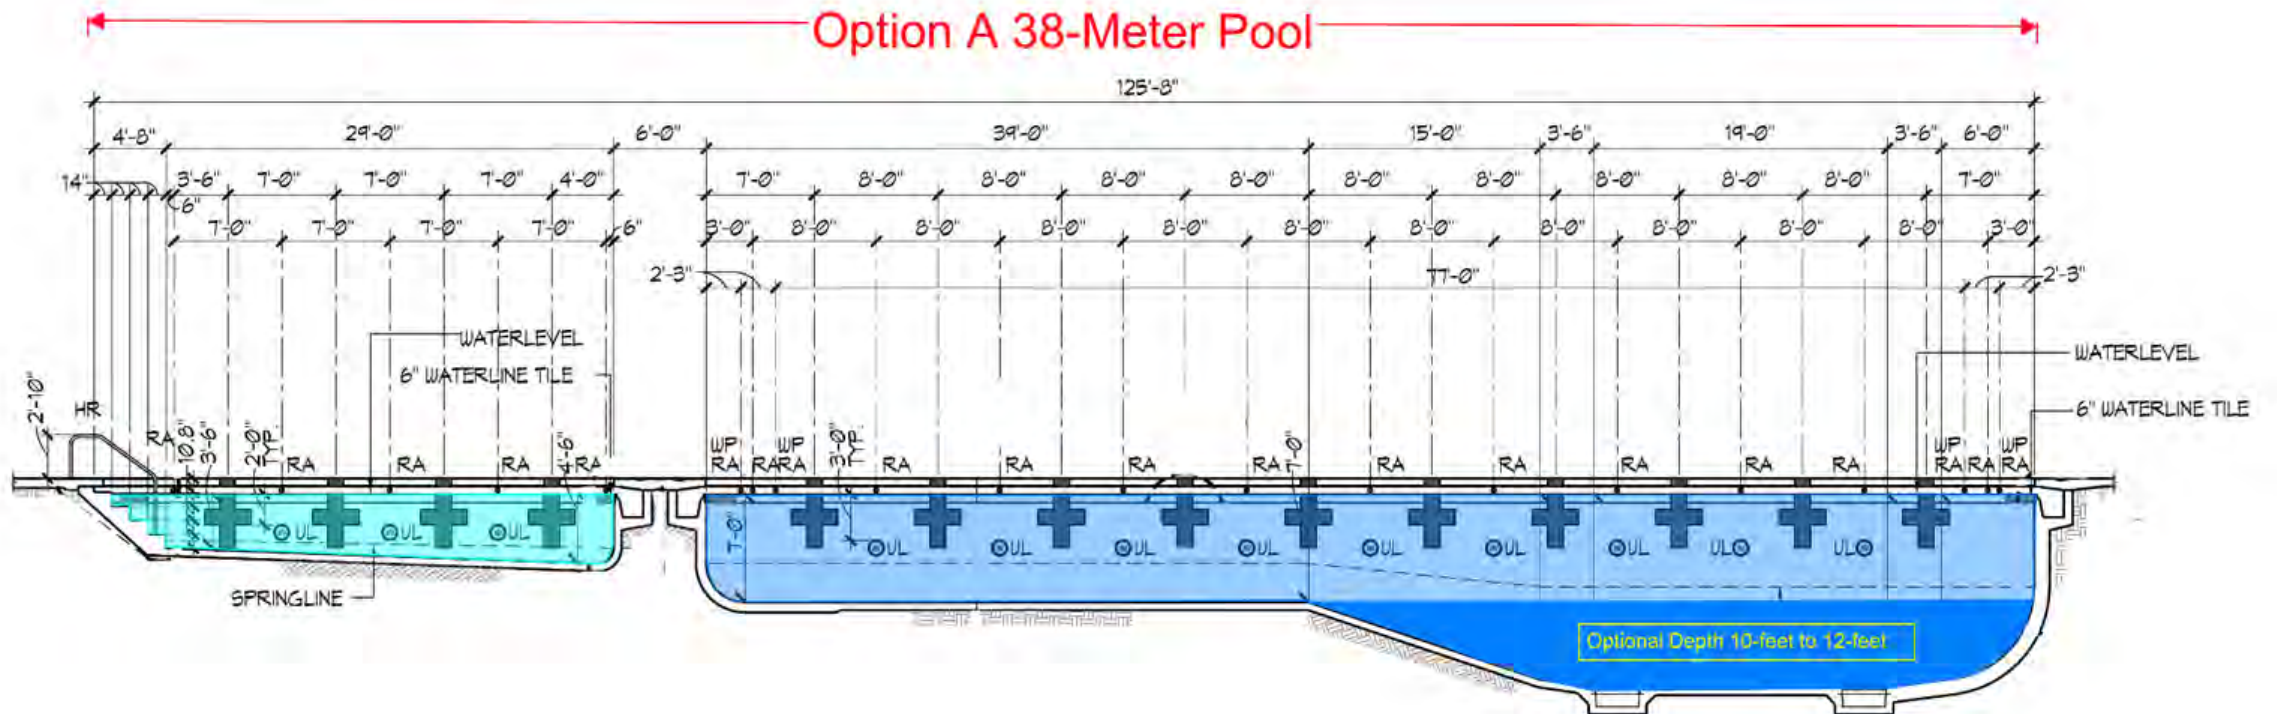 Option A 38-Meter Pool
125'-8"
4'-8" 29'-0" 6'-0" 39'-0" 15'-0" 3'-6" 19'-0" 3'-6" 6'-0"
14" 3'-6" 7'-0" 7'-0" 7'-0" 4'-0" 7'-0" 8'-0" 8'-0" 8'-0" 8'-0" 8'-0" 8'-0" 8'-0" 8'-0" 8'-0" 7'-0"
6"
7'-0" 7'-0" 7'-0" 7'-0" 6" 3'-0" 8'-0" 8'-0" 8'-0" 8'-0" 8'-0" 8'-0" 8'-0" 8'-0" 8'-0" 8'-0" 3'-0"
2'-3" 77'-0" 2'-3"
WATERLEVEL
WATERLEVEL
6" WATERLINE TILE
6" WATERLINE TILE
2'-10"
HR
RA 10.8" 3'-6" 2'-0" TYP. RA RA RA 4'-6" RA
WP WP 3'-0" TYP. 7'-0" WP WP
RA RA RA RA RA RA RA RA RA RA RA RA RA RA RA
7'-0"
UL UL UL UL UL UL UL UL UL UL UL UL
SPRINGLINE
Optional Depth 10-feet to 12-feet